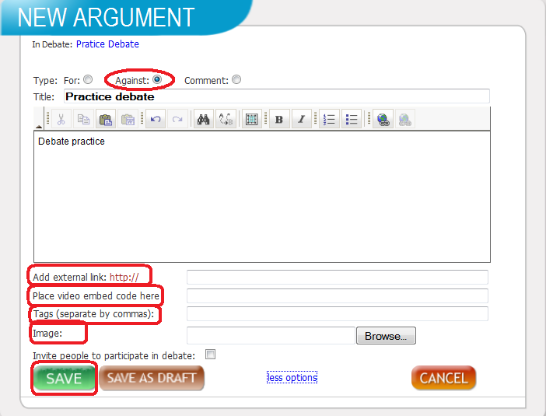 NEW ARGUMENT
In Debate: Pratice Debate
Type: For: Against: Comment:
Title: Practice debate
B I
Debate practice
Add external link: http://
Place video embed code here
Tags (separate by commas):
Image: Browse...
Invite people to participate in debate:
SAVE SAVE AS DRAFT less options CANCEL